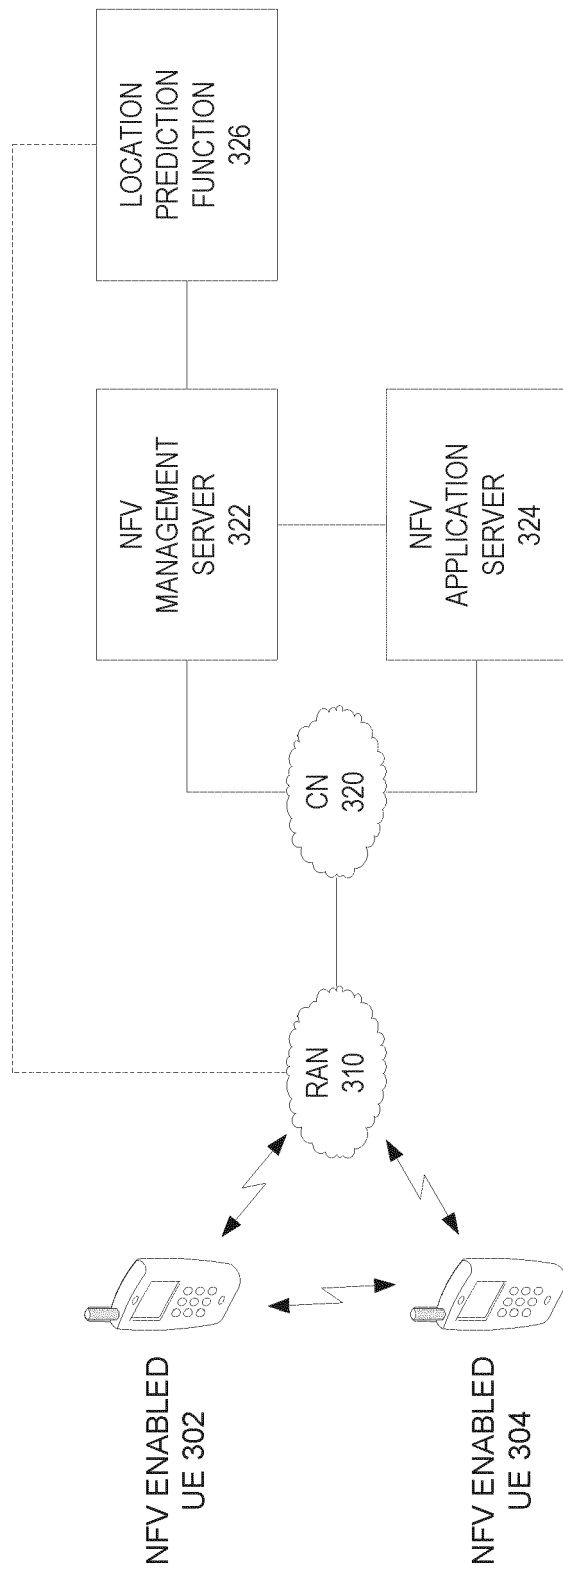 NFV ENABLED
UE 302
NFV ENABLED
UE 304
RAN
310
CN
320
NFV
MANAGEMENT
SERVER
322
NFV
APPLICATION
SERVER
324
LOCATION
PREDICTION
FUNCTION
326